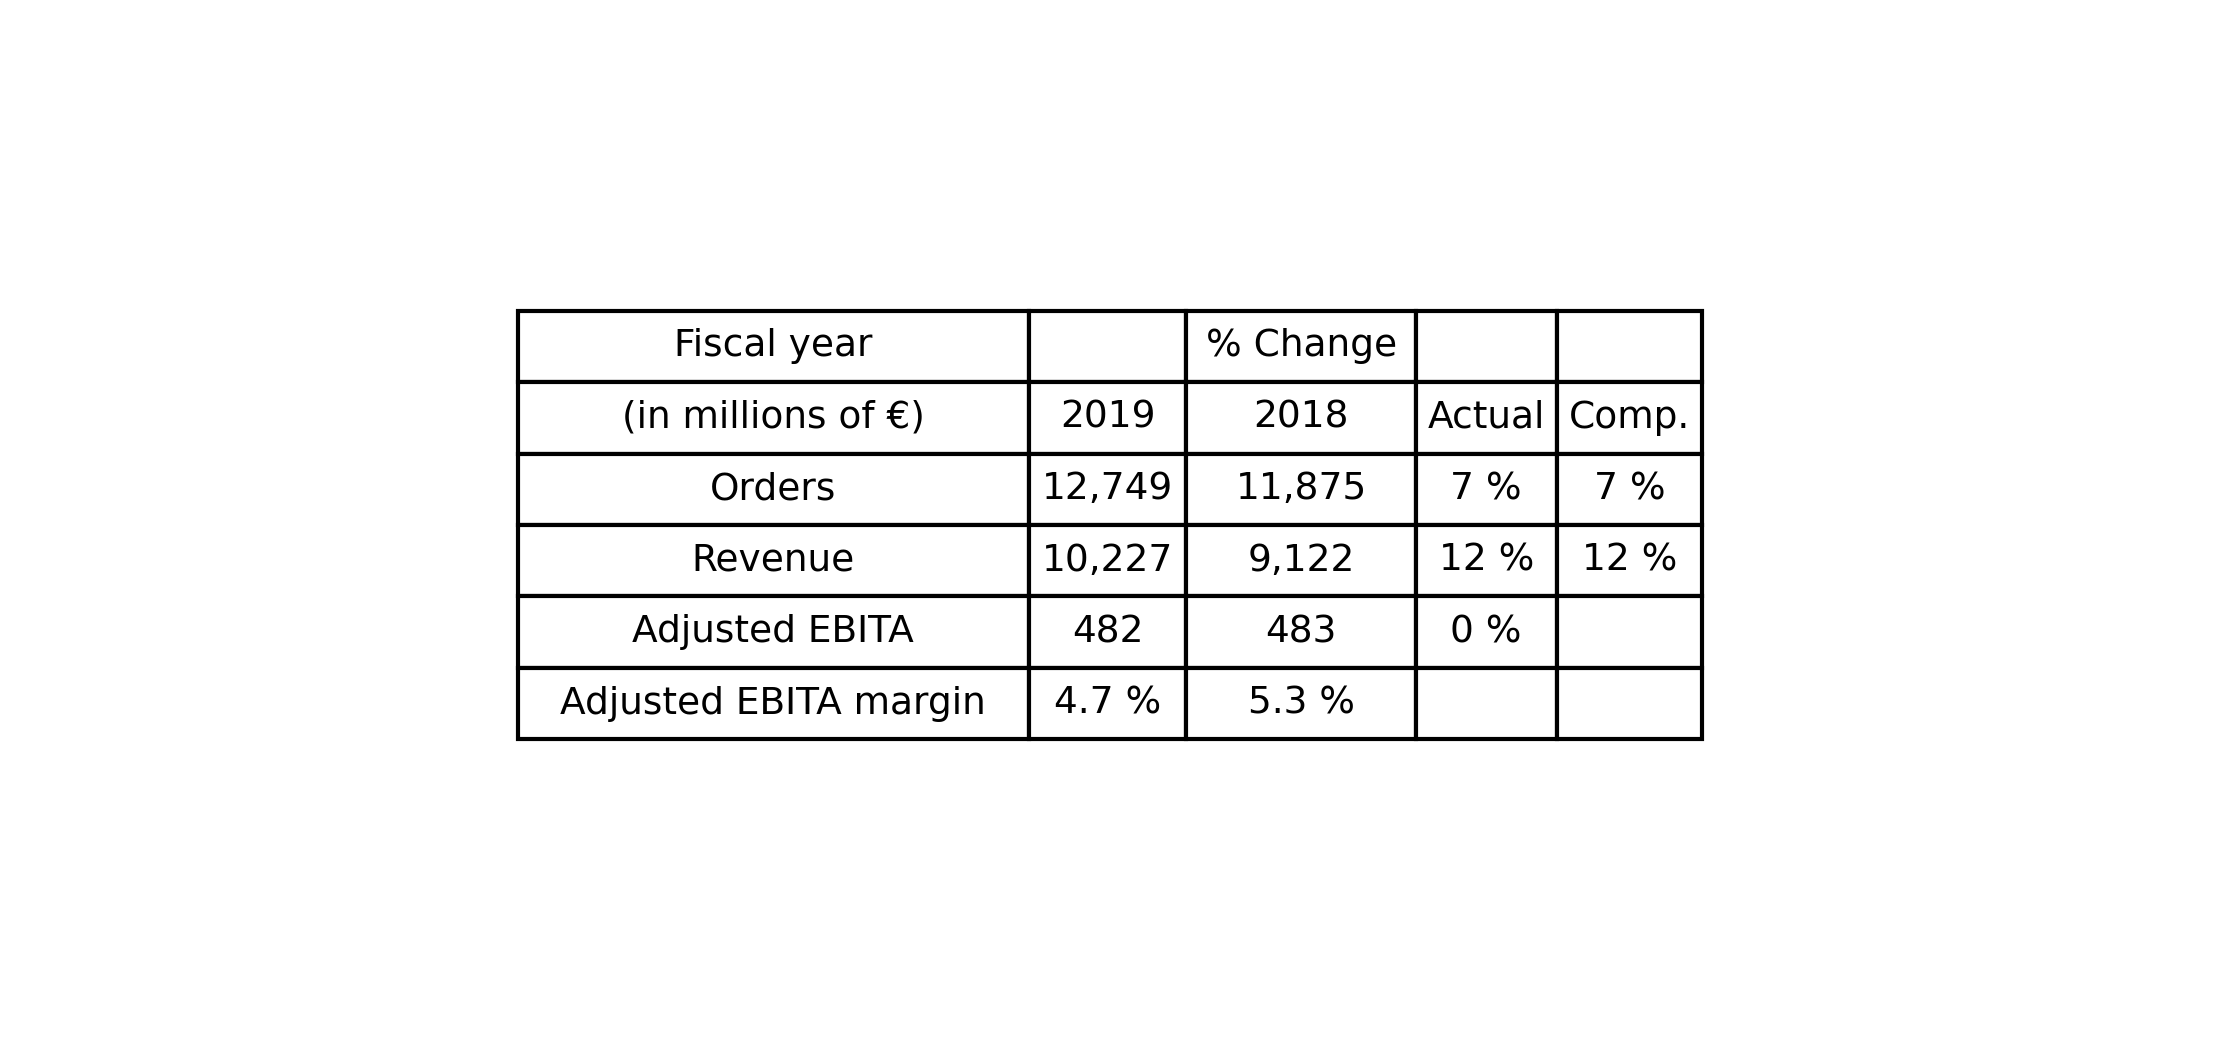 Fiscal year % Change
(in millions of €) 2019 2018 Actual Comp.
Orders 12,749 11,875 7 % 7 %
Revenue 10,227 9,122 12 % 12 %
Adjusted EBITA 482 483 0 %
Adjusted EBITA margin 4.7 % 5.3 %